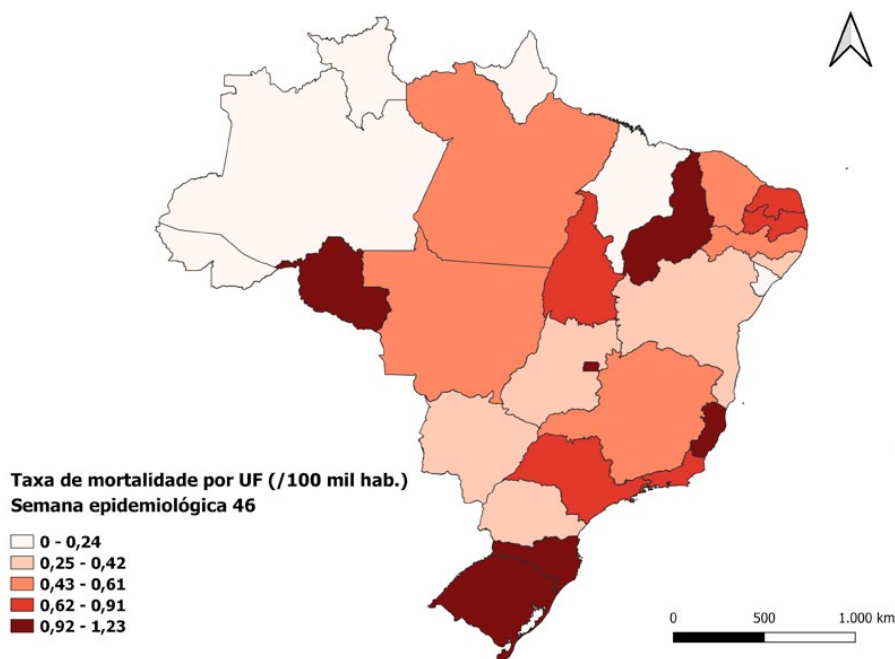 Taxa de mortalidade por UF (/100 mil hab.)
Semana epidemiológica 46
0 - 0,24
0,25 - 0,42
0,43 - 0,61
0,62 - 0,91
0,92 - 1,23
0 500 1.000 km